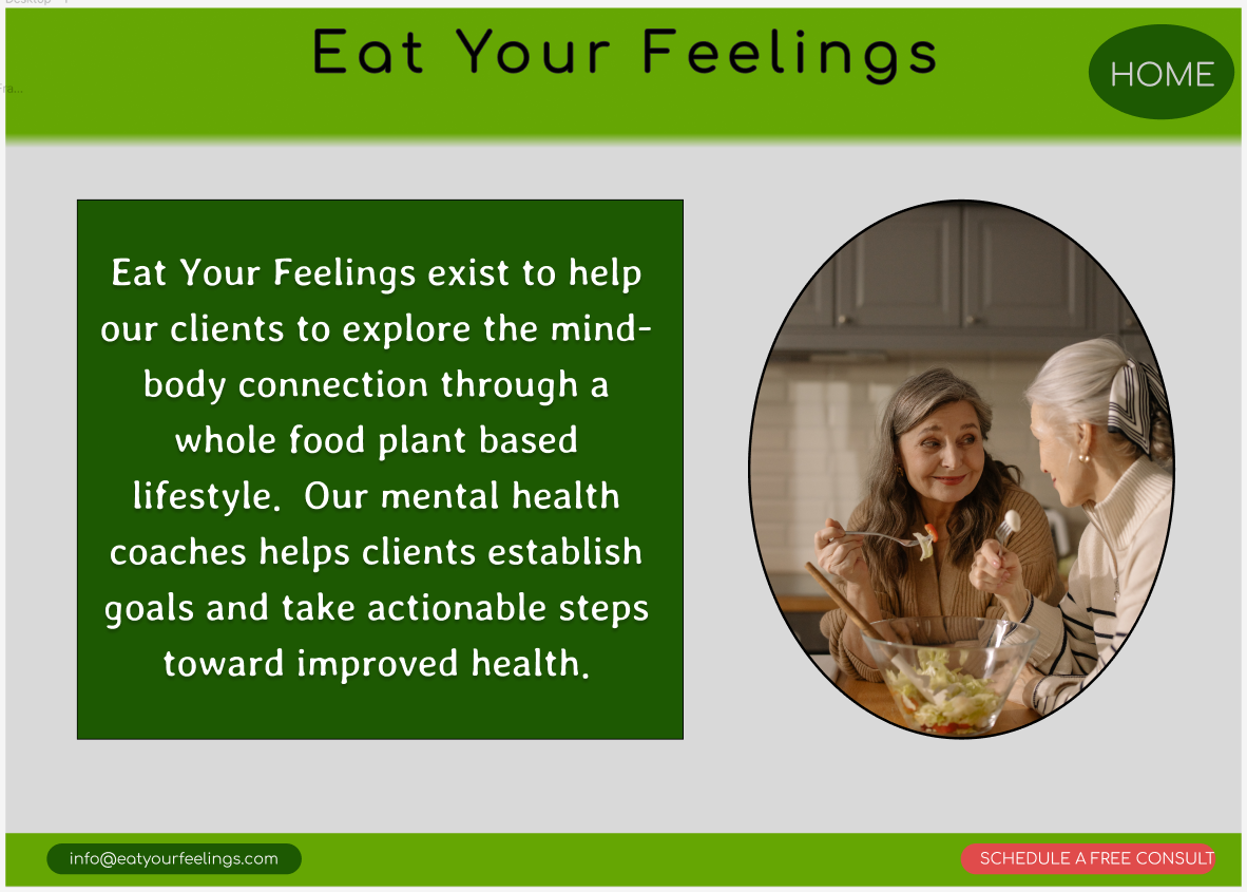 Eat Your Feelings
HOME
Eat Your Feelings exist to help
our clients to explore the mind-
body connection through a
whole food plant based
lifestyle.  Our mental health
coaches helps clients establish
goals and take actionable steps
toward improved health.
info@eatyourfeelings.com
SCHEDULE A FREE CONSULT